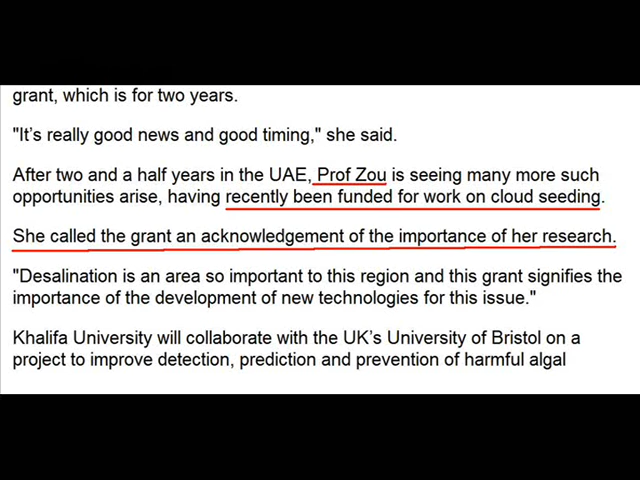 grant, which is for two years.
"It's really good news and good timing," she said.
After two and a half years in the UAE, Prof Zou is seeing many more such
opportunities arise, having recently been funded for work on cloud seeding.
She called the grant an acknowledgement of the importance of her research.
"Desalination is an area so important to this region and this grant signifies the
importance of the development of new technologies for this issue."
Khalifa University will collaborate with the UK's University of Bristol on a
project to improve detection, prediction and prevention of harmful algal